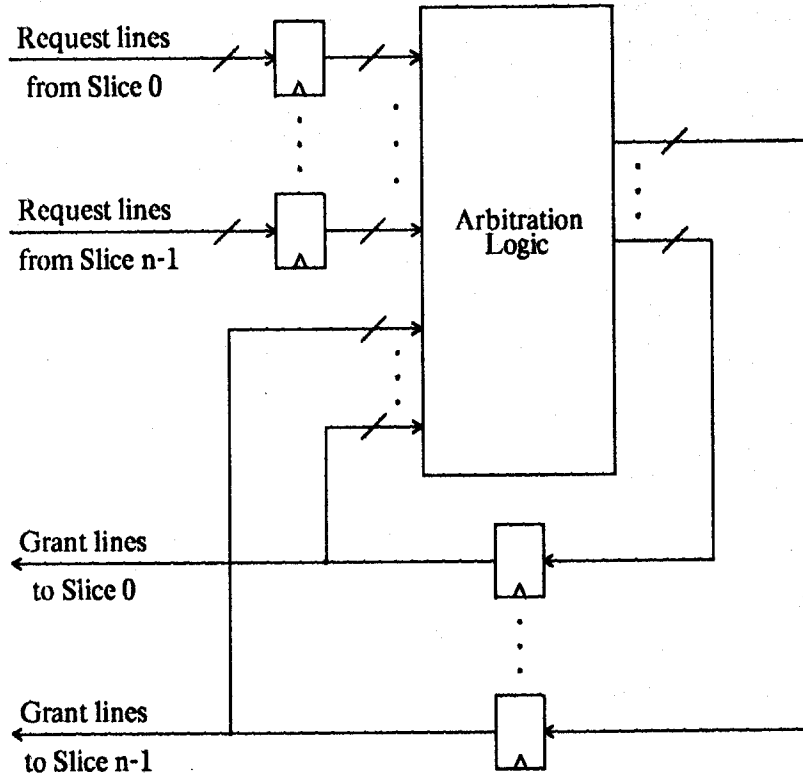 Request lines
from Slice 0
Request lines
from Slice n-1
Arbitration
Logic
Grant lines
to Slice 0
Grant lines
to Slice n-1